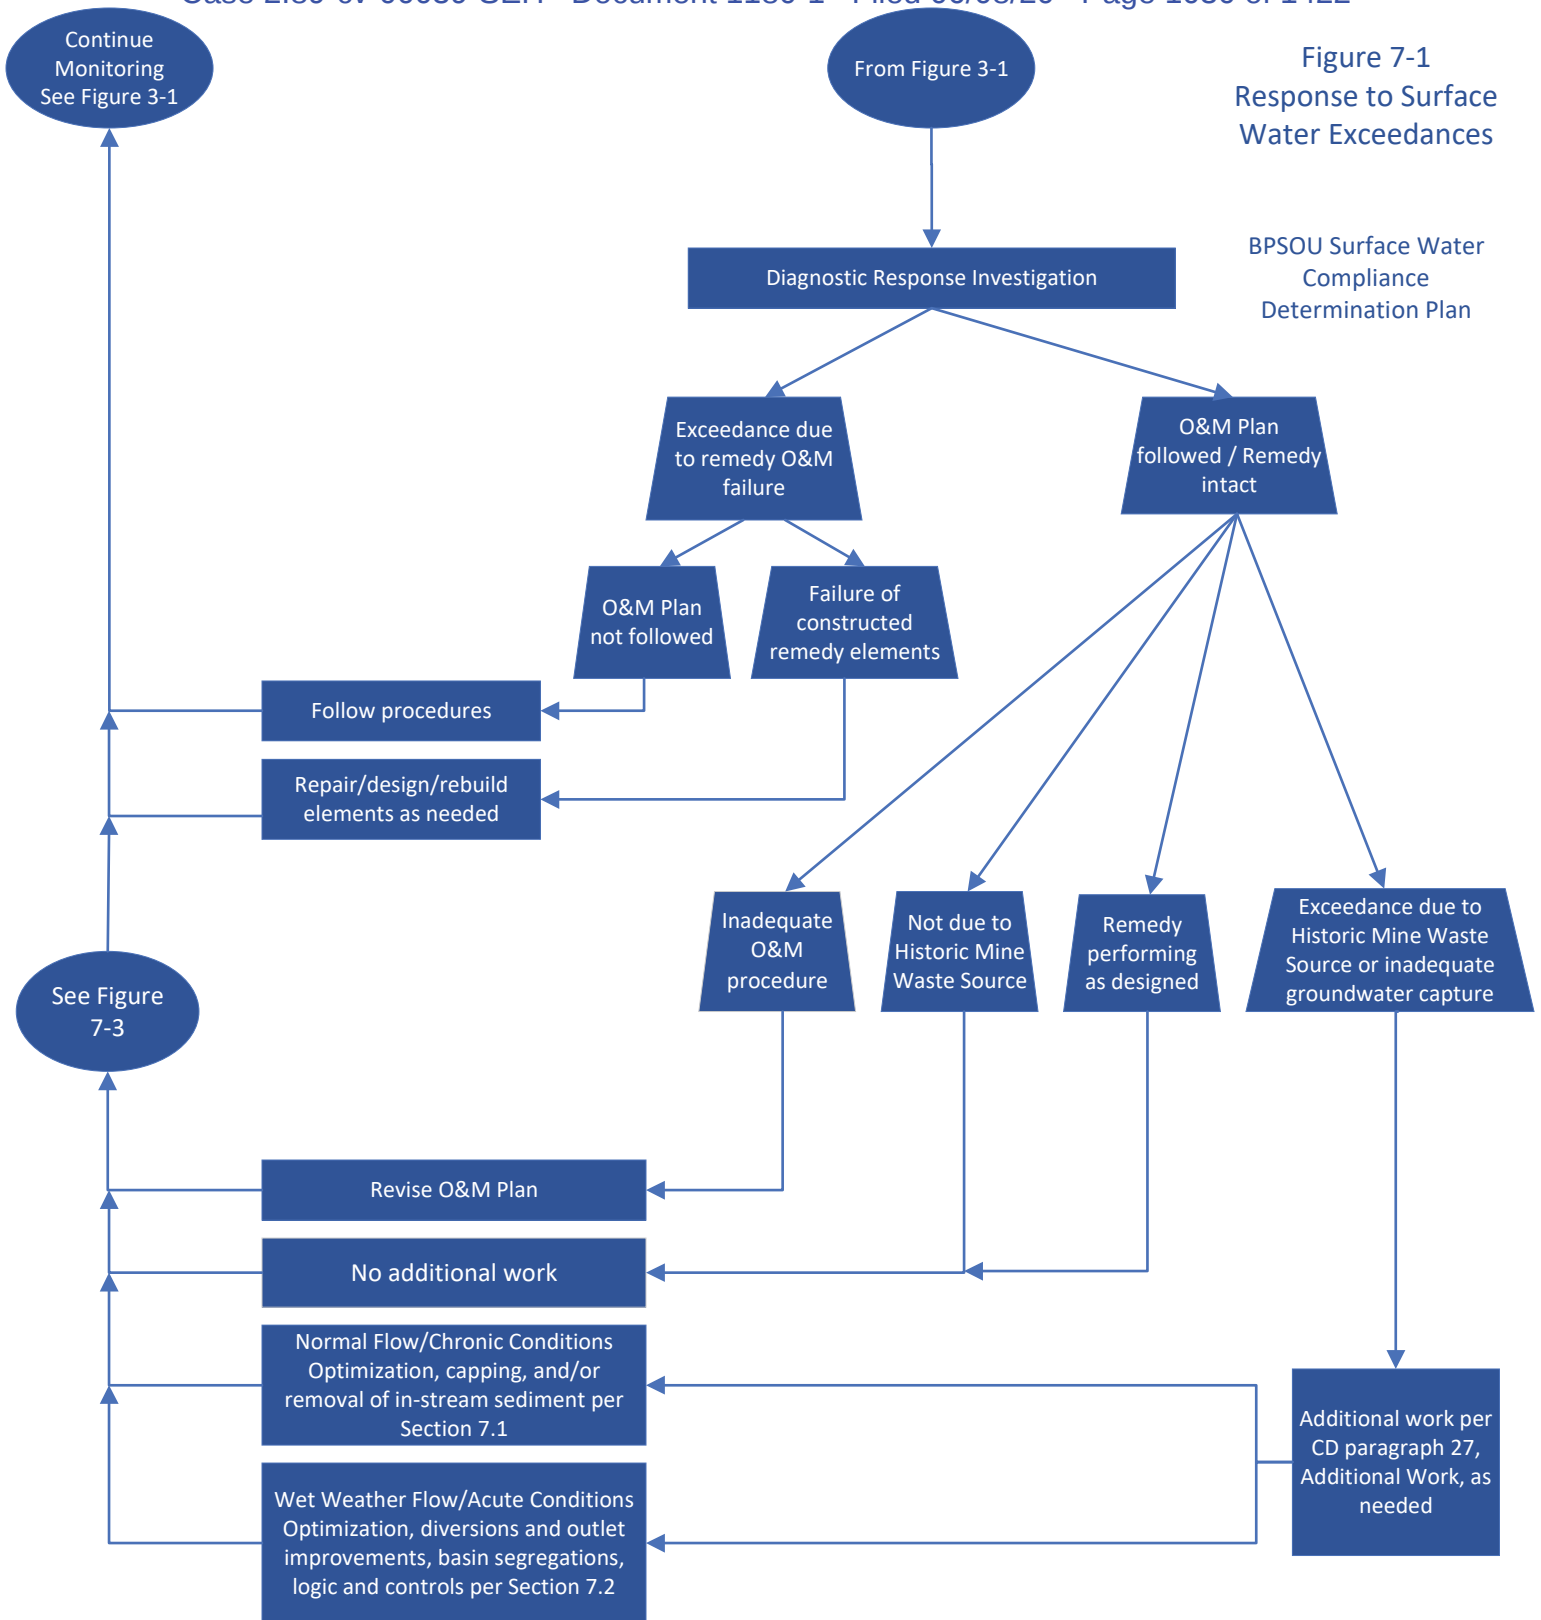 Case Document Filed Page of
Continue
Monitoring
See Figure 3-1
From Figure 3-1
Figure 7-1
Response to Surface
Water Exceedances
BPSOU Surface Water
Compliance
Determination Plan
Diagnostic Response Investigation
Exceedance due
to remedy O&M
failure
O&M Plan
followed / Remedy
intact
O&M Plan
not followed
Failure of
constructed
remedy elements
Follow procedures
Repair/design/rebuild
elements as needed
Inadequate
O&M
procedure
Not due to
Historic Mine
Waste Source
Remedy
performing
as designed
Exceedance due to
Historic Mine Waste
Source or inadequate
groundwater capture
See Figure
7-3
Revise O&M Plan
No additional work
Normal Flow/Chronic Conditions
Optimization, capping, and/or
removal of in-stream sediment per
Section 7.1
Additional work per
CD paragraph 27,
Additional Work, as
needed
Wet Weather Flow/Acute Conditions
Optimization, diversions and outlet
improvements, basin segregations,
logic and controls per Section 7.2